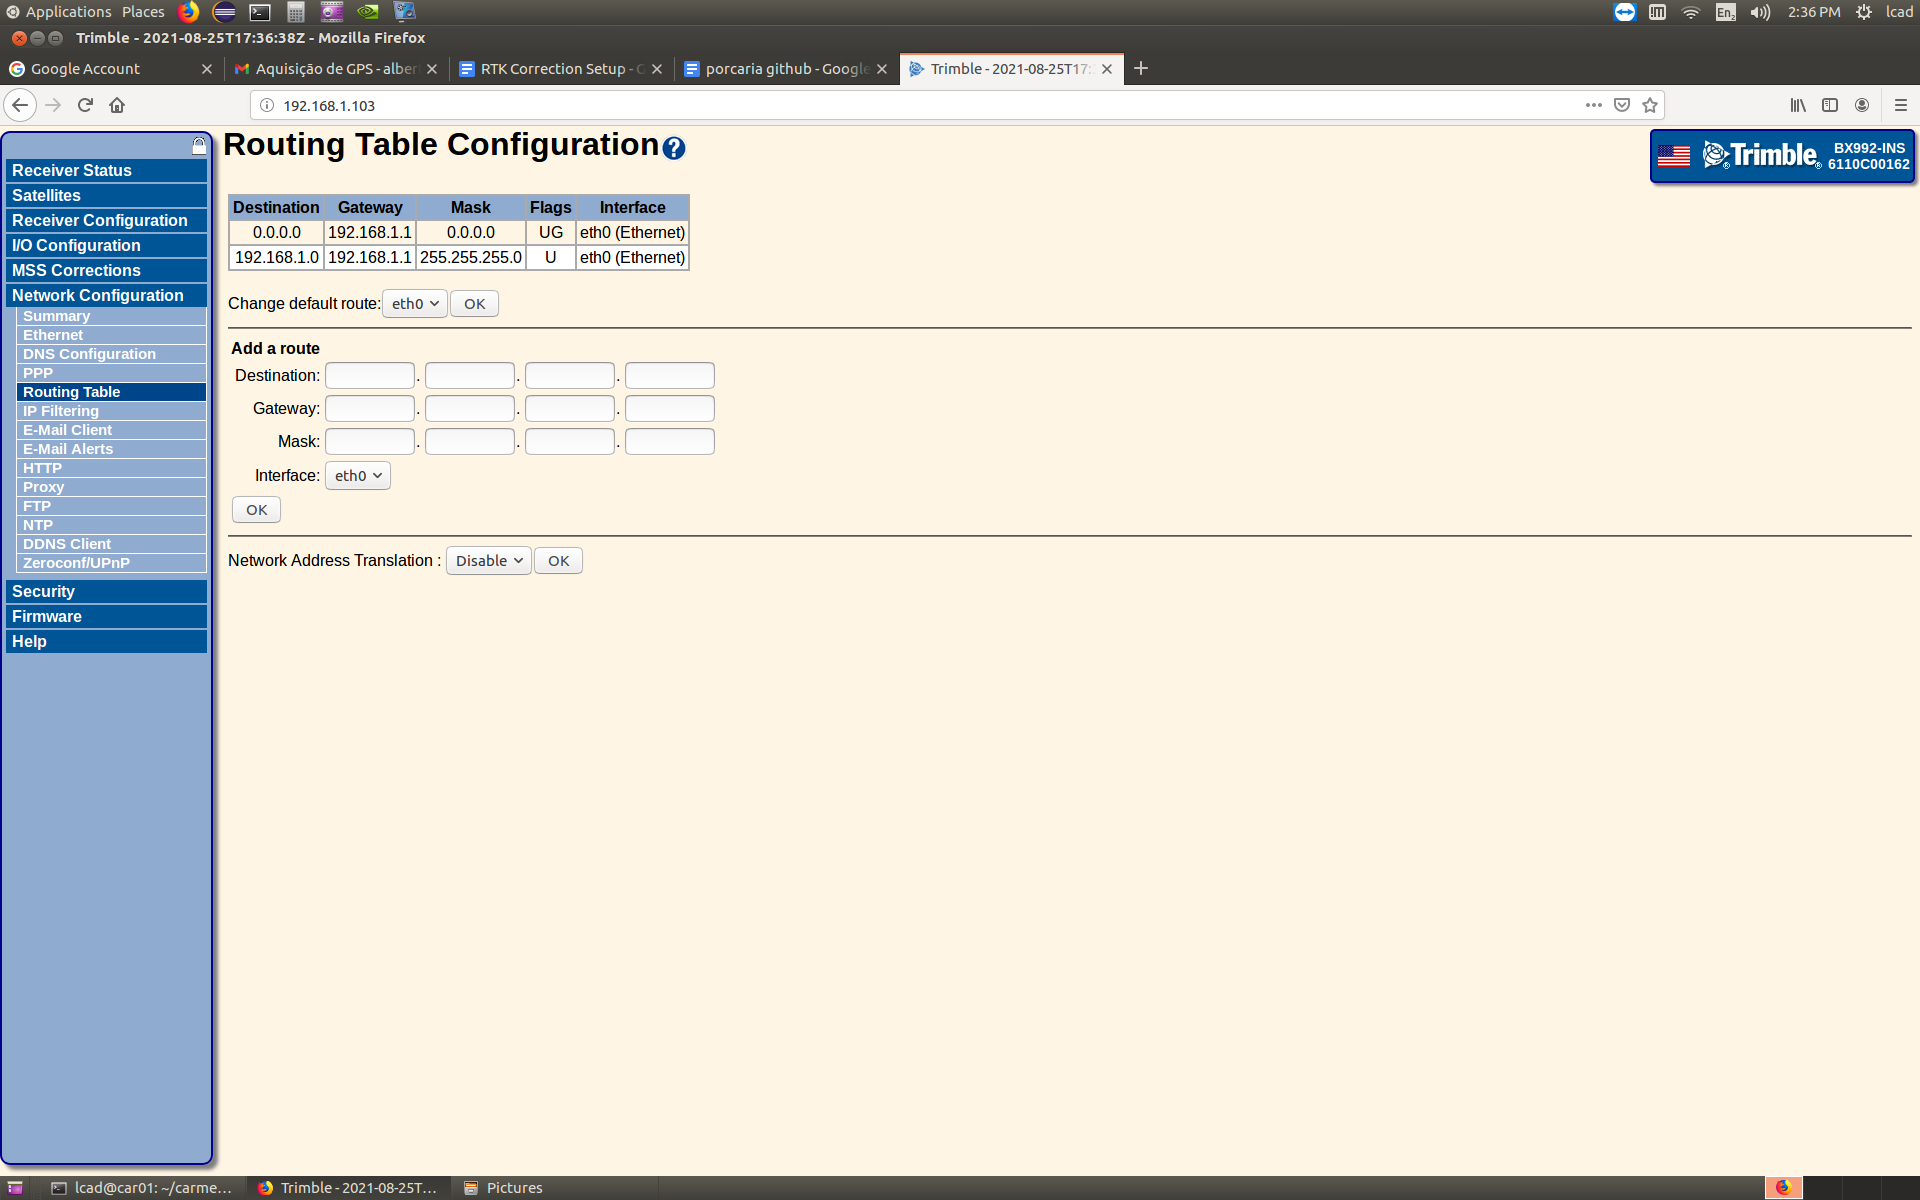 Applications Places
En2 2:36 PM lcad
Trimble - 2021-08-25T17:36:38Z - Mozilla Firefox
Google Account
Aquisição de GPS - alber
RTK Correction Setup - G
porcaria github - Google
Trimble - 2021-08-25T17:
192.168.1.103
Receiver Status
Satellites
Receiver Configuration
I/O Configuration
MSS Corrections
Network Configuration
Summary
Ethernet
DNS Configuration
PPP
Routing Table
IP Filtering
E-Mail Client
E-Mail Alerts
HTTP
Proxy
FTP
NTP
DDNS Client
Zeroconf/UPnP
Security
Firmware
Help
Routing Table Configuration?
Trimble
BX992-INS
6110C00162
Destination Gateway Mask Flags Interface
0.0.0.0 192.168.1.1 0.0.0.0 UG eth0 (Ethernet)
192.168.1.0 192.168.1.1 255.255.255.0 U eth0 (Ethernet)
Change default route: eth0 OK
Add a route
Destination: . . .
Gateway: . . .
Mask: . . .
Interface: eth0
OK
Network Address Translation : Disable OK
lcad@car01: ~/carme...
Trimble - 2021-08-25T...
Pictures